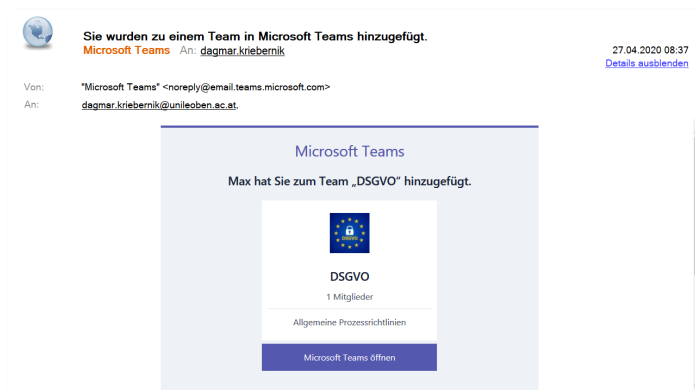 Sie wurden zu einem Team in Microsoft Teams hinzugefügt.
Microsoft Teams An: dagmar.kriebernik
27.04.2020 08:37
Details ausblenden
Von: "Microsoft Teams" <noreply@email.teams.microsoft.com>
An: dagmar.kriebernik@unileoben.ac.at,
Microsoft Teams
Max hat Sie zum Team „DSGVO“ hinzugefügt.
DSGVO
DSGVO
1 Mitglieder
Allgemeine Prozessrichtlinien
Microsoft Teams öffnen